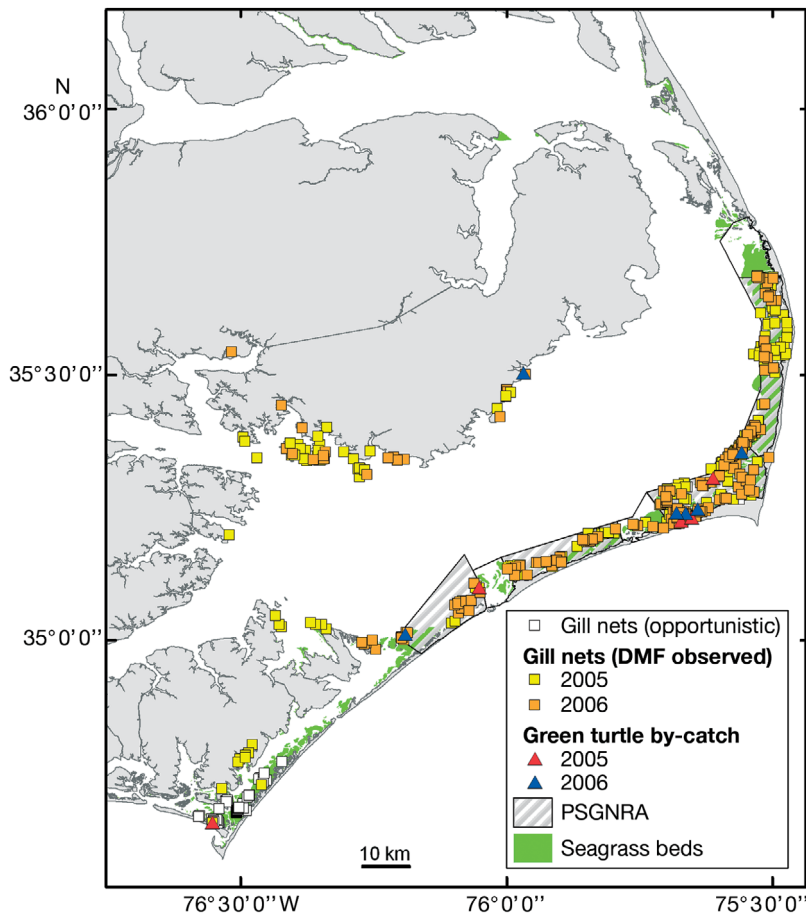 N
36°0'0''
35°30'0''
35°0'0''
Gill nets (opportunistic)
Gill nets (DMF observed)
2005
2006
Green turtle by-catch
2005
2006
PSGNRA
Seagrass beds
10 km
76°30'0''W
76°0'0''
75°30'0''